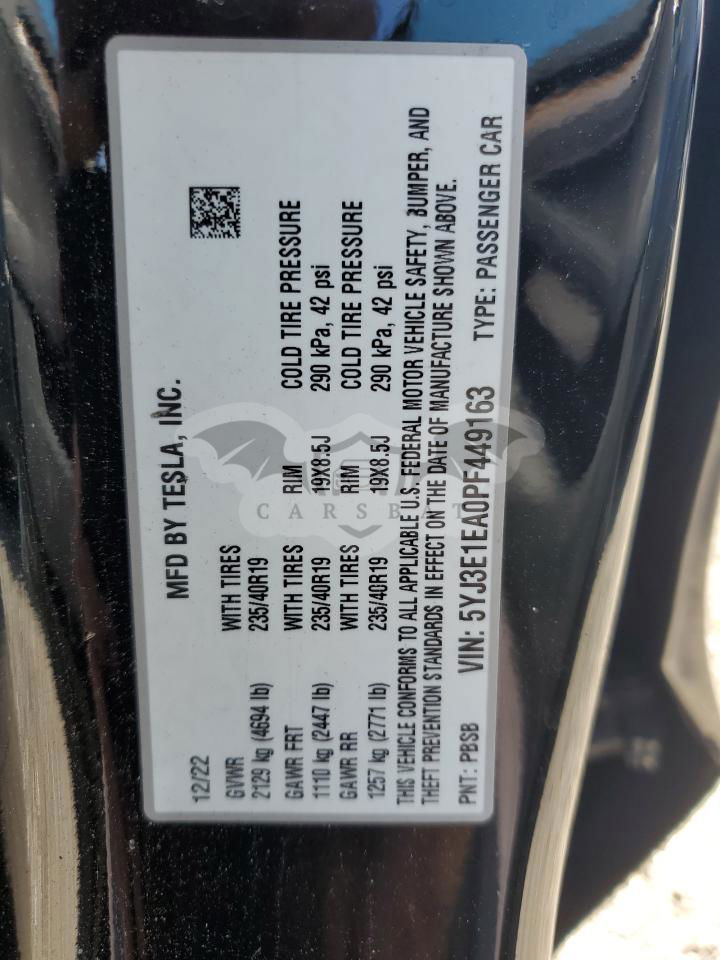 MFD BY TESLA, INC.
12/22
GVWR WITH TIRES
2129 kg (4694 lb) 235/40R19
GAWR FRT WITH TIRES RIM COLD TIRE PRESSURE
1110 kg (2447 lb) 235/40R19 19X8.5J 290 kPa, 42 psi
GAWR RR WITH TIRES RIM COLD TIRE PRESSURE
1257 kg (2771 lb) 235/40R19 19X8.5J 290 kPa, 42 psi
THIS VEHICLE CONFORMS TO ALL APPLICABLE U.S. FEDERAL MOTOR VEHICLE SAFETY, BUMPER, AND
THEFT PREVENTION STANDARDS IN EFFECT ON THE DATE OF MANUFACTURE SHOWN ABOVE.
PNT: PBSB VIN: 5YJ3E1EA0PF449163 TYPE: PASSENGER CAR
CARSBAT